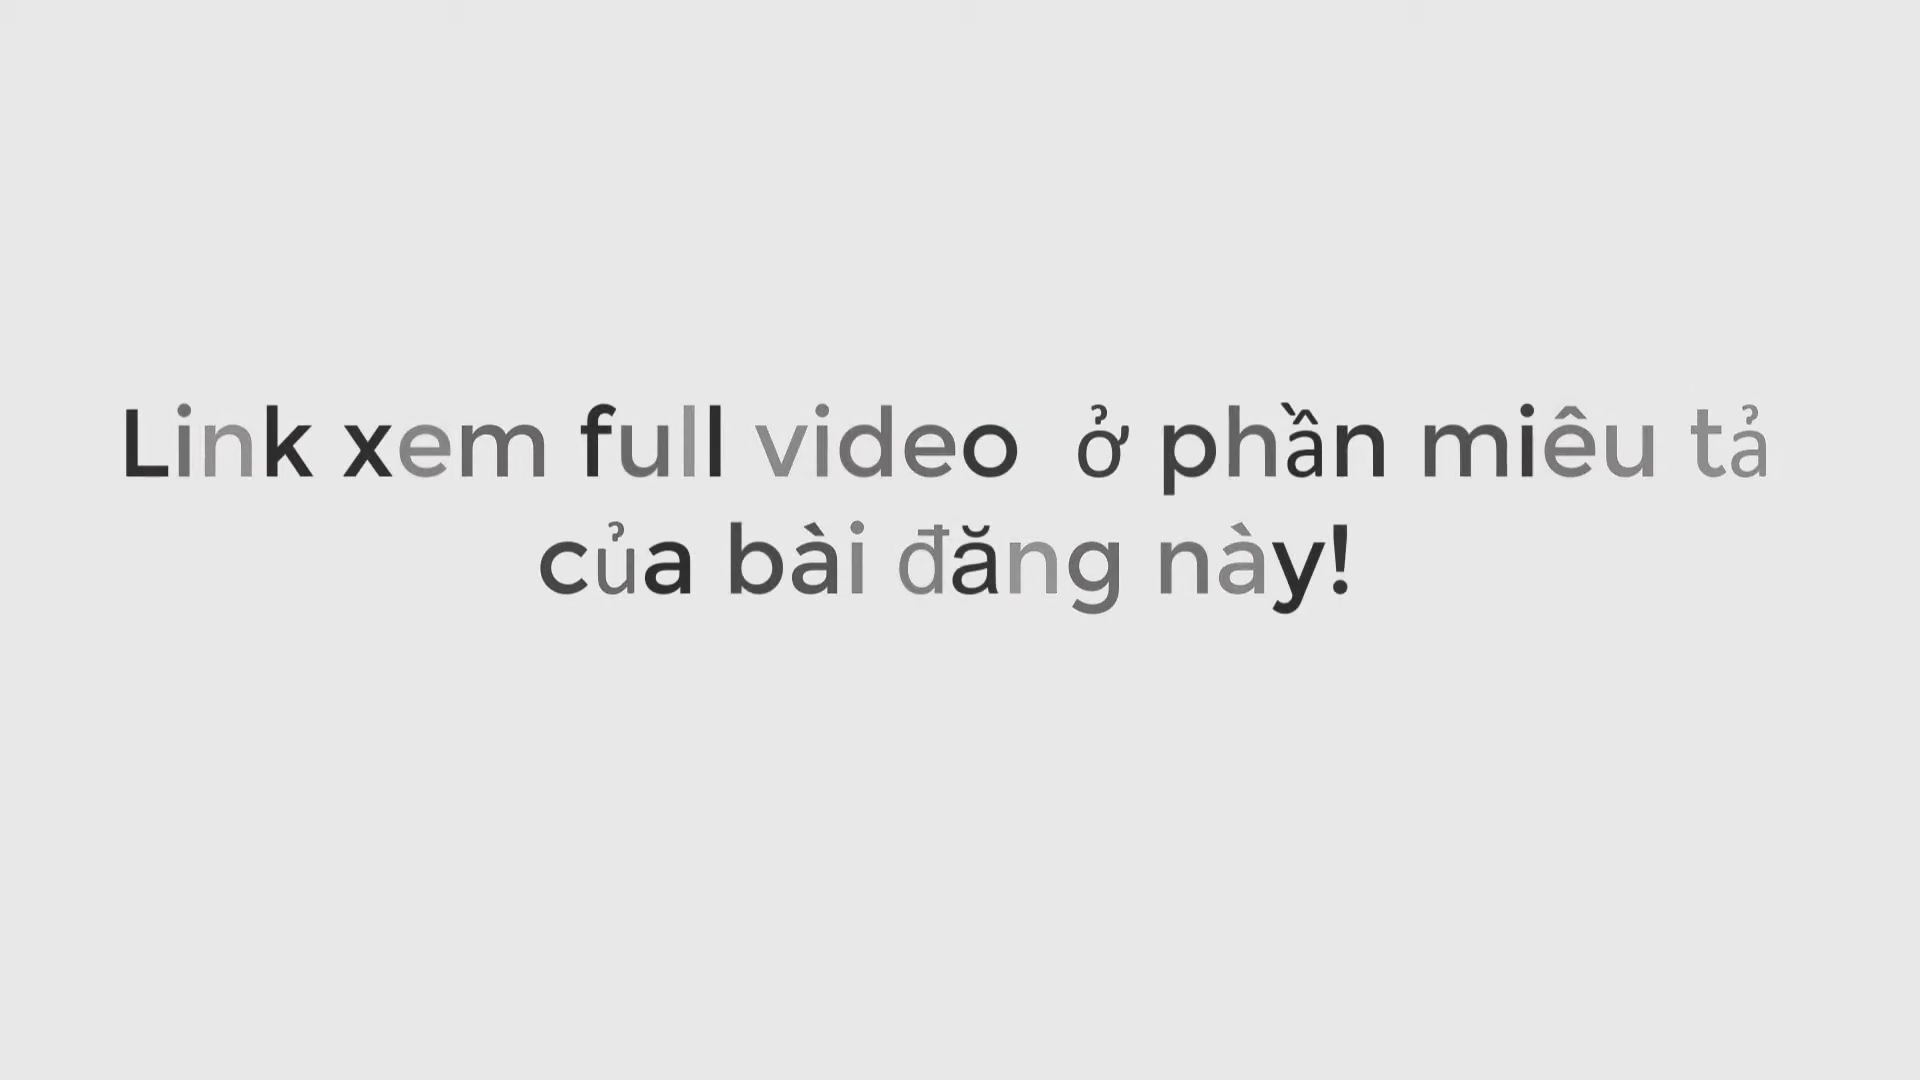 Link xem full video ở phần miêu tả
của bài đăng này!